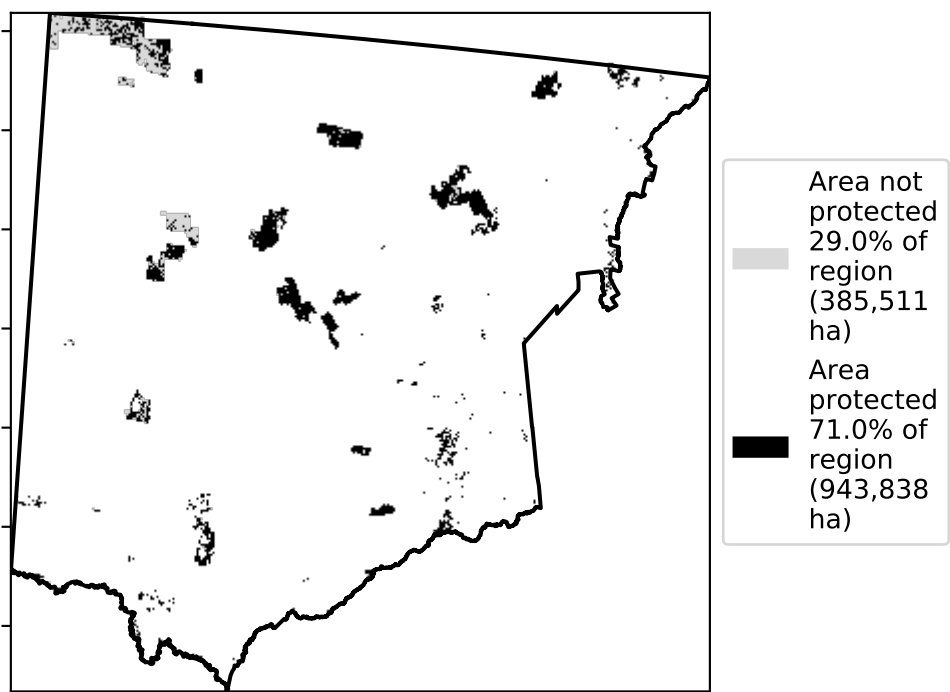 Area not
protected
29.0% of
region
(385,511
ha)
Area
protected
71.0% of
region
(943,838
ha)